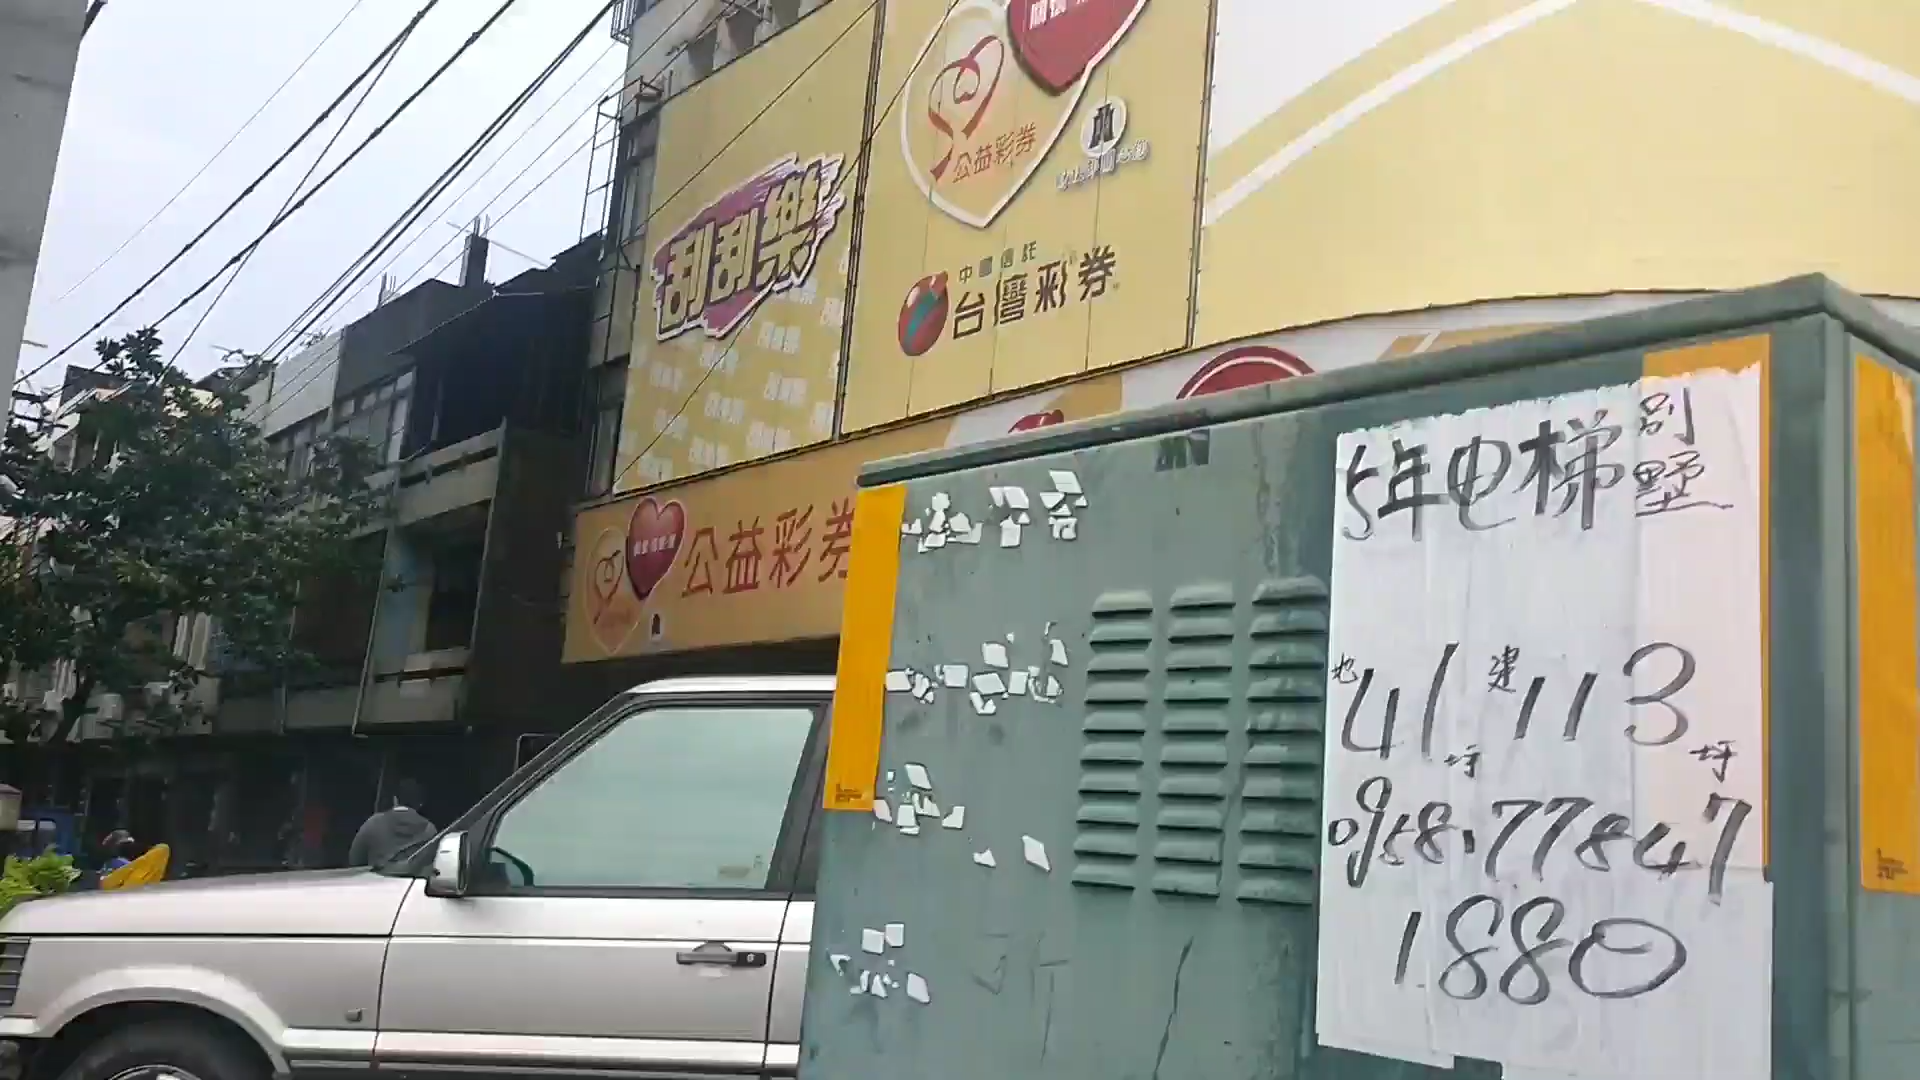 刮刮樂
公益彩券
中國信託
台灣彩券
公益彩券
5年电梯別墅
地41坪 建113坪
0958.77847
1880